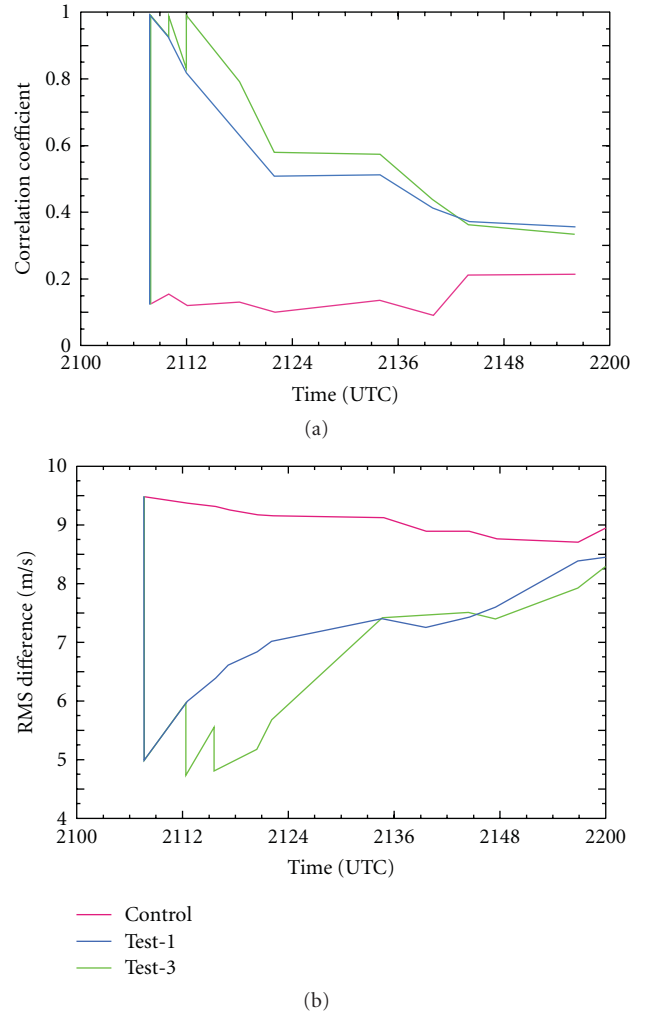 1
0.8
0.6
0.4
0.2
0
Correlation coefficient
2100 2112 2124 2136 2148 2200
Time (UTC)
(a)
10
9
8
7
6
5
4
RMS difference (m/s)
2100 2112 2124 2136 2148 2200
Time (UTC)
Control
Test-1
Test-3
(b)